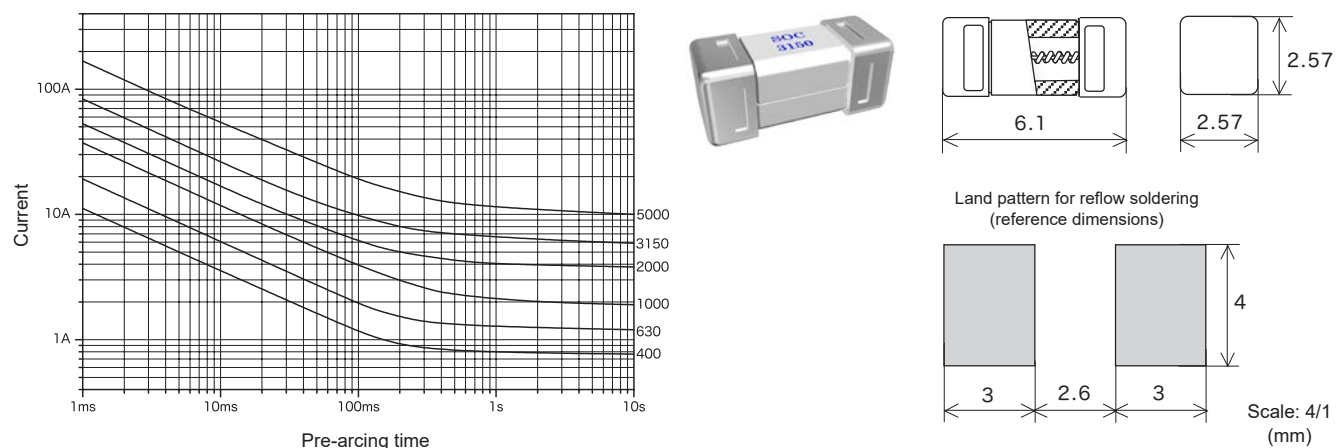 100A
10A
1A
Current
5000
3150
2000
1000
630
400
1ms
10ms
100ms
1s
10s
Pre-arcing time
SOC
3150
6.1
2.57
2.57
Land pattern for reflow soldering
(reference dimensions)
4
3
2.6
3
Scale: 4/1
(mm)